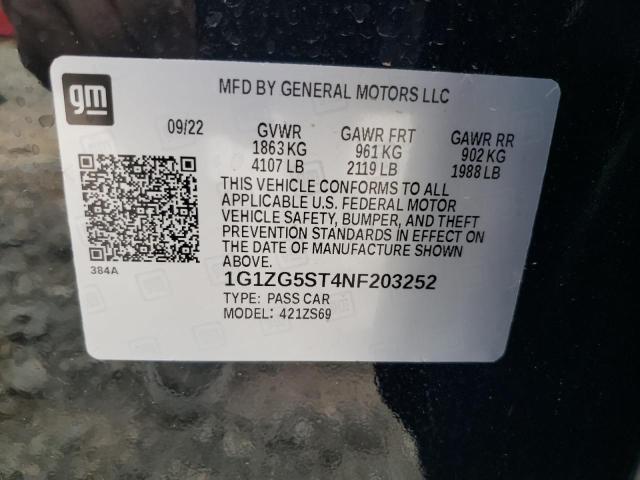 gm
MFD BY GENERAL MOTORS LLC
09/22 GVWR GAWR FRT GAWR RR
1863 KG 961 KG 902 KG
4107 LB 2119 LB 1988 LB
THIS VEHICLE CONFORMS TO ALL
APPLICABLE U.S. FEDERAL MOTOR
VEHICLE SAFETY, BUMPER, AND THEFT
PREVENTION STANDARDS IN EFFECT ON
THE DATE OF MANUFACTURE SHOWN
ABOVE.
384A
1G1ZG5ST4NF203252
TYPE: PASS CAR
MODEL: 421ZS69